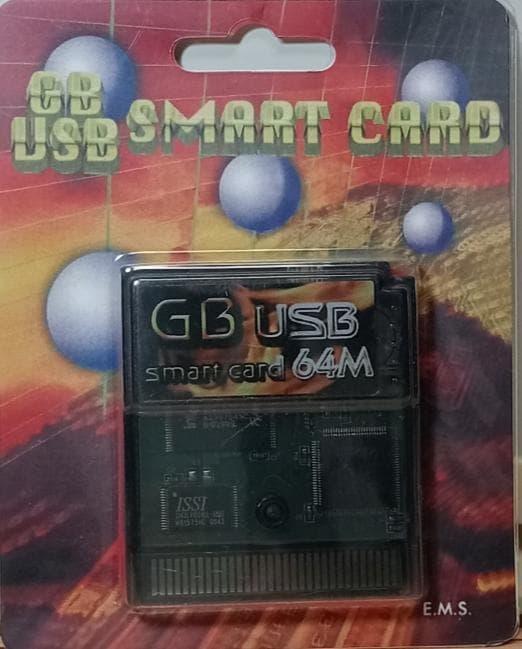 GB
USB SMART CARD
GB USB
smart card 64M
ISSI
E.M.S.